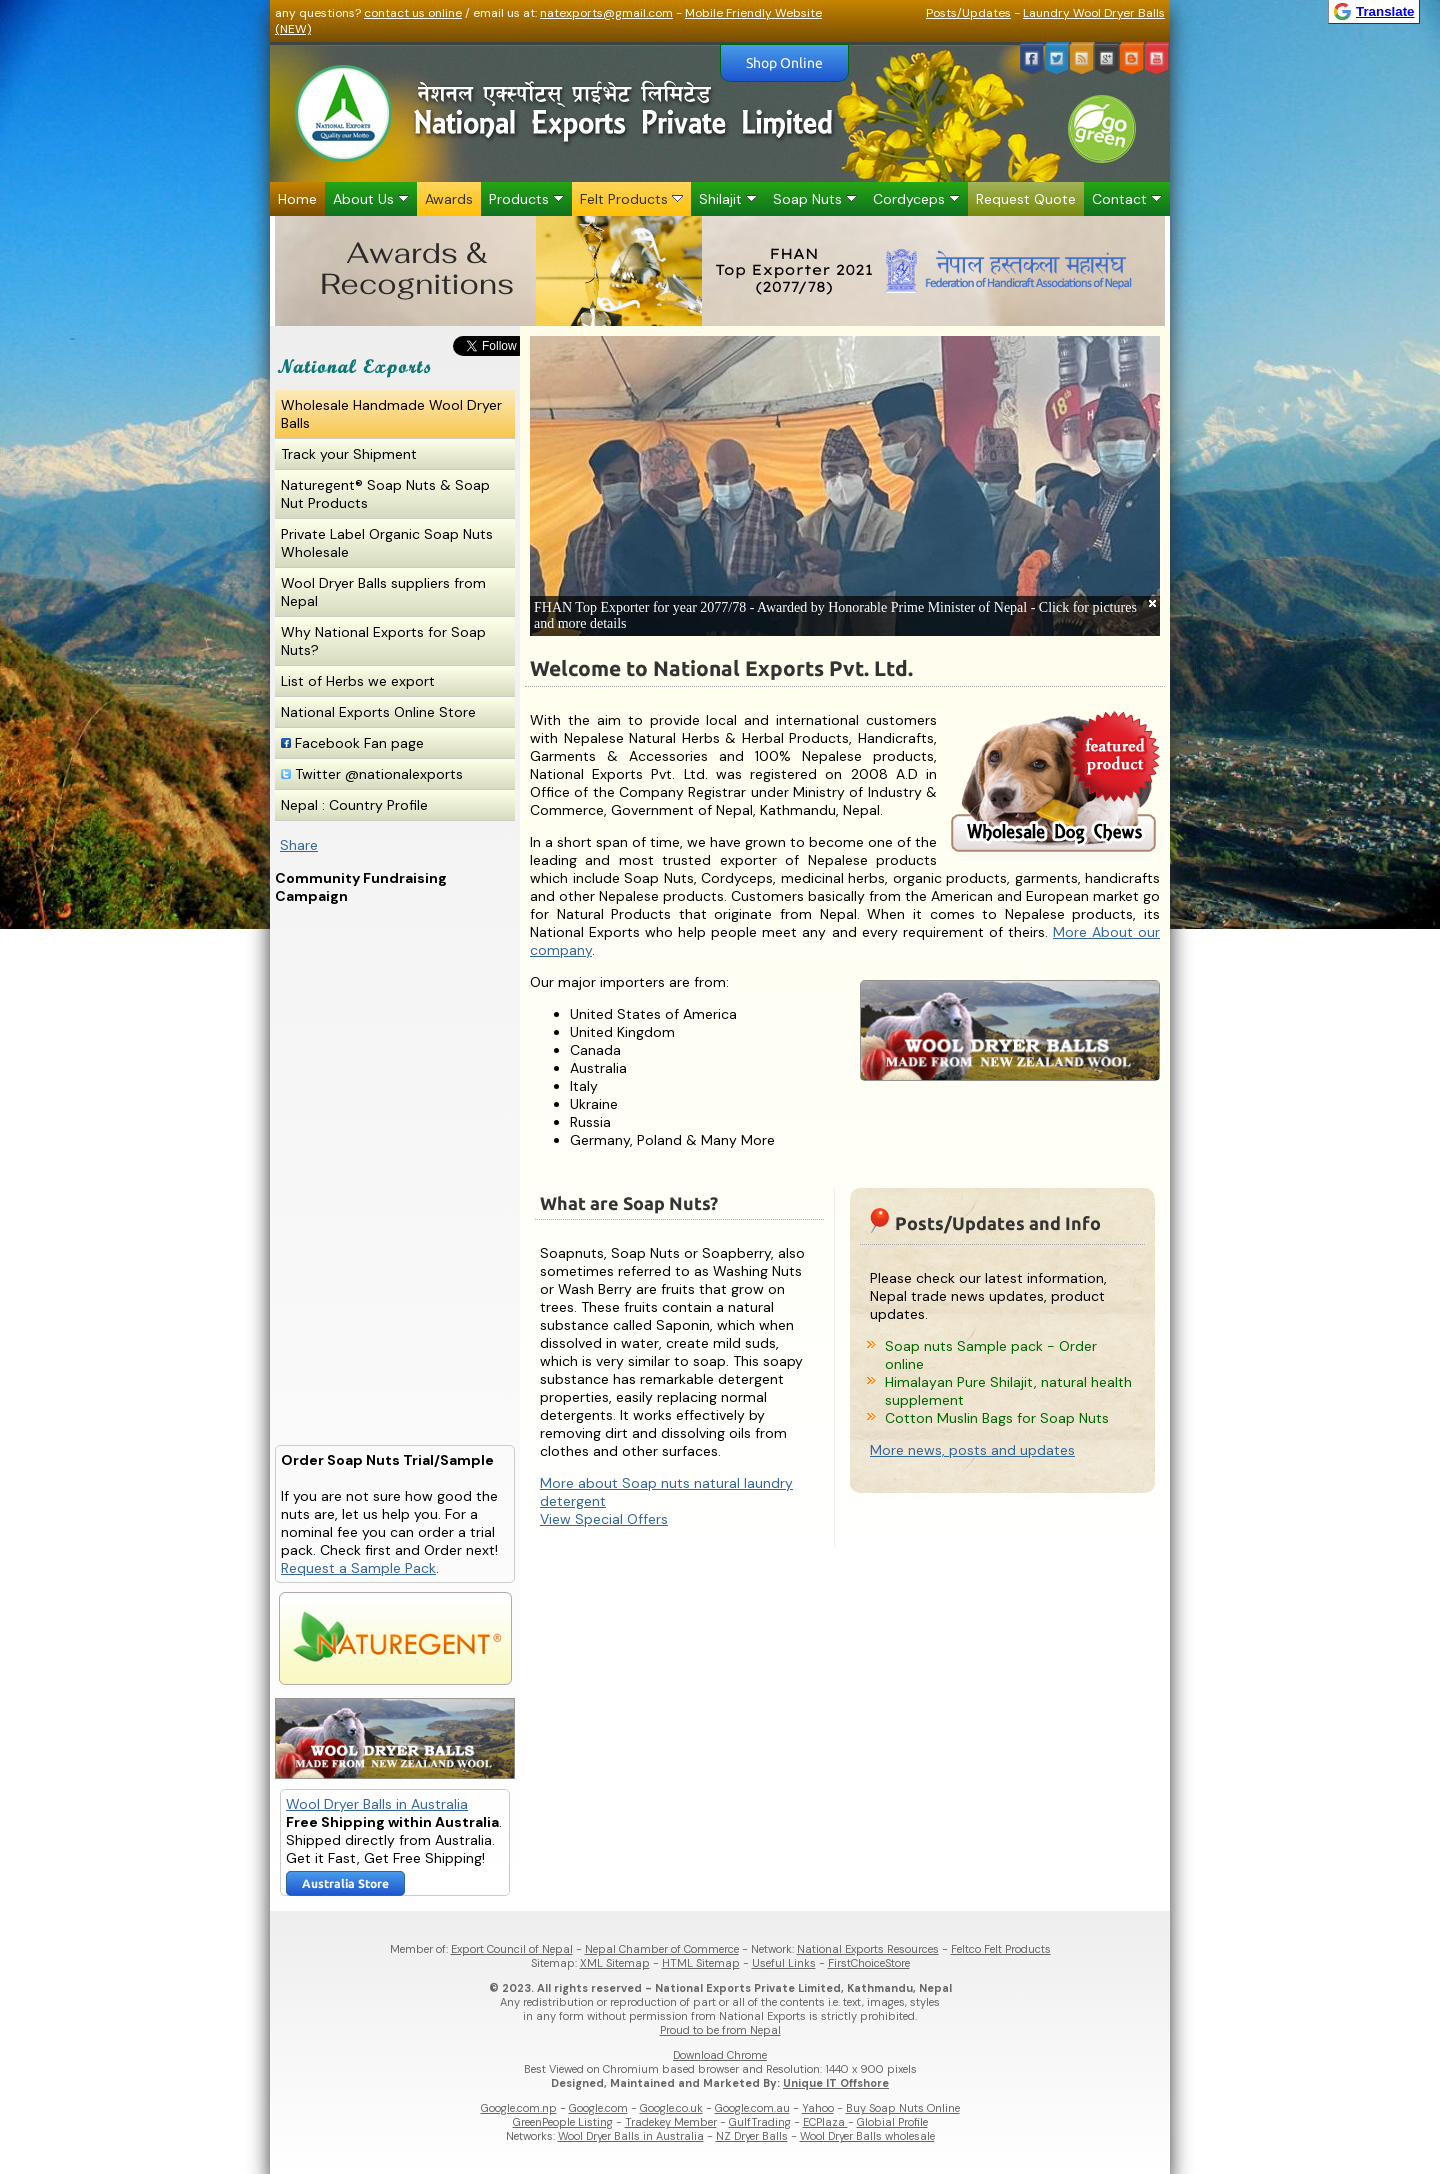 any questions? contact us online / email us at: natexports@gmail.com - Mobile Friendly Website
(NEW)
Posts/Updates - Laundry Wool Dryer Balls
Translate
Shop Online
NATIONAL EXPORTS
Quality our Motto
नेशनल एक्स्पोर्टस् प्राईभेट लिमिटेड
National Exports Private Limited
go green
Home About Us Awards Products Felt Products Shilajit Soap Nuts Cordyceps Request Quote Contact
Awards &
Recognitions
FHAN
Top Exporter 2021
(2077/78)
नेपाल हस्तकला महासंघ
Federation of Handicraft Associations of Nepal
Follow
National Exports
Wholesale Handmade Wool Dryer
Balls
Track your Shipment
Naturegent® Soap Nuts & Soap
Nut Products
Private Label Organic Soap Nuts
Wholesale
Wool Dryer Balls suppliers from
Nepal
Why National Exports for Soap
Nuts?
List of Herbs we export
National Exports Online Store
Facebook Fan page
Twitter @nationalexports
Nepal : Country Profile
Share
Community Fundraising
Campaign
Order Soap Nuts Trial/Sample
If you are not sure how good the
nuts are, let us help you. For a
nominal fee you can order a trial
pack. Check first and Order next!
Request a Sample Pack.
NATUREGENT®
WOOL DRYER BALLS
MADE FROM NEW ZEALAND WOOL
Wool Dryer Balls in Australia
Free Shipping within Australia.
Shipped directly from Australia.
Get it Fast, Get Free Shipping!
Australia Store
18th
FHAN Top Exporter for year 2077/78 - Awarded by Honorable Prime Minister of Nepal - Click for pictures
and more details
Welcome to National Exports Pvt. Ltd.
With the aim to provide local and international customers
with Nepalese Natural Herbs & Herbal Products, Handicrafts,
Garments & Accessories and 100% Nepalese products,
National Exports Pvt. Ltd. was registered on 2008 A.D in
Office of the Company Registrar under Ministry of Industry &
Commerce, Government of Nepal, Kathmandu, Nepal.
featured
product
Wholesale Dog Chews
In a short span of time, we have grown to become one of the
leading and most trusted exporter of Nepalese products
which include Soap Nuts, Cordyceps, medicinal herbs, organic products, garments, handicrafts
and other Nepalese products. Customers basically from the American and European market go
for Natural Products that originate from Nepal. When it comes to Nepalese products, its
National Exports who help people meet any and every requirement of theirs. More About our
company.
Our major importers are from:
United States of America
United Kingdom
Canada
Australia
Italy
Ukraine
Russia
Germany, Poland & Many More
WOOL DRYER BALLS
MADE FROM NEW ZEALAND WOOL
What are Soap Nuts?
Soapnuts, Soap Nuts or Soapberry, also
sometimes referred to as Washing Nuts
or Wash Berry are fruits that grow on
trees. These fruits contain a natural
substance called Saponin, which when
dissolved in water, create mild suds,
which is very similar to soap. This soapy
substance has remarkable detergent
properties, easily replacing normal
detergents. It works effectively by
removing dirt and dissolving oils from
clothes and other surfaces.
More about Soap nuts natural laundry
detergent
View Special Offers
Posts/Updates and Info
Please check our latest information,
Nepal trade news updates, product
updates.
Soap nuts Sample pack - Order
online
Himalayan Pure Shilajit, natural health
supplement
Cotton Muslin Bags for Soap Nuts
More news, posts and updates
Member of: Export Council of Nepal - Nepal Chamber of Commerce - Network: National Exports Resources - Feltco Felt Products
Sitemap: XML Sitemap - HTML Sitemap - Useful Links - FirstChoiceStore
© 2023. All rights reserved - National Exports Private Limited, Kathmandu, Nepal
Any redistribution or reproduction of part or all of the contents i.e. text, images, styles
in any form without permission from National Exports is strictly prohibited.
Proud to be from Nepal
Download Chrome
Best Viewed on Chromium based browser and Resolution: 1440 x 900 pixels
Designed, Maintained and Marketed By: Unique IT Offshore
Google.com.np - Google.com - Google.co.uk - Google.com.au - Yahoo - Buy Soap Nuts Online
GreenPeople Listing - Tradekey Member - GulfTrading - ECPlaza - Globial Profile
Networks: Wool Dryer Balls in Australia - NZ Dryer Balls - Wool Dryer Balls wholesale